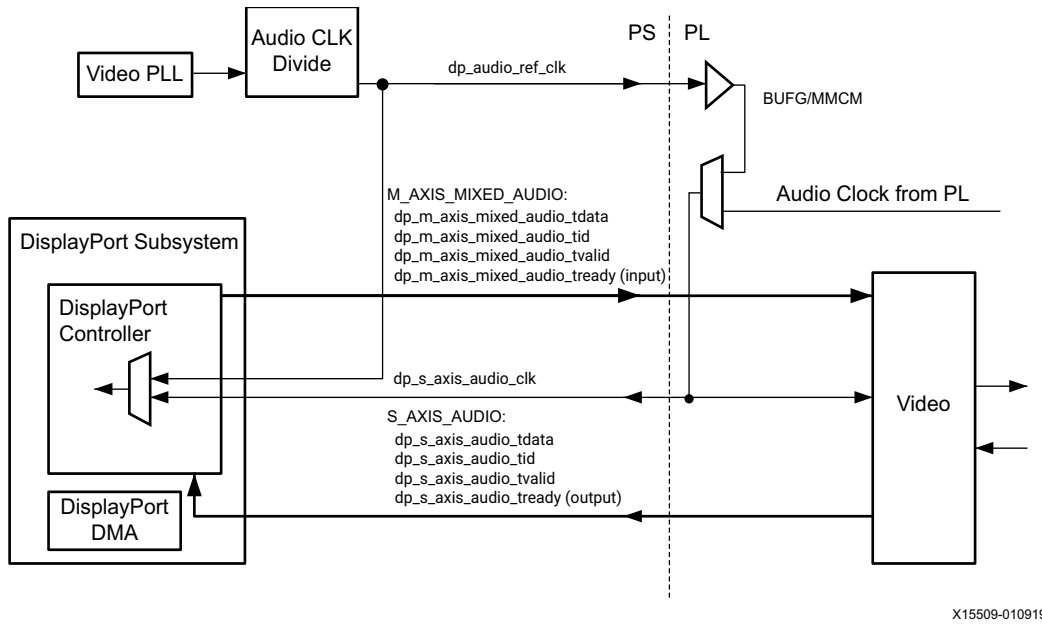 Audio CLK
Divide
PS
PL
Video PLL
dp_audio_ref_clk
BUFG/MMCM
M_AXIS_MIXED_AUDIO:
dp_m_axis_mixed_audio_tdata
dp_m_axis_mixed_audio_tid
dp_m_axis_mixed_audio_tvalid
dp_m_axis_mixed_audio_tready (input)
Audio Clock from PL
DisplayPort Subsystem
DisplayPort
Controller
dp_s_axis_audio_clk
Video
S_AXIS_AUDIO:
dp_s_axis_audio_tdata
dp_s_axis_audio_tid
dp_s_axis_audio_tvalid
dp_s_axis_audio_tready (output)
DisplayPort
DMA
X15509-010919